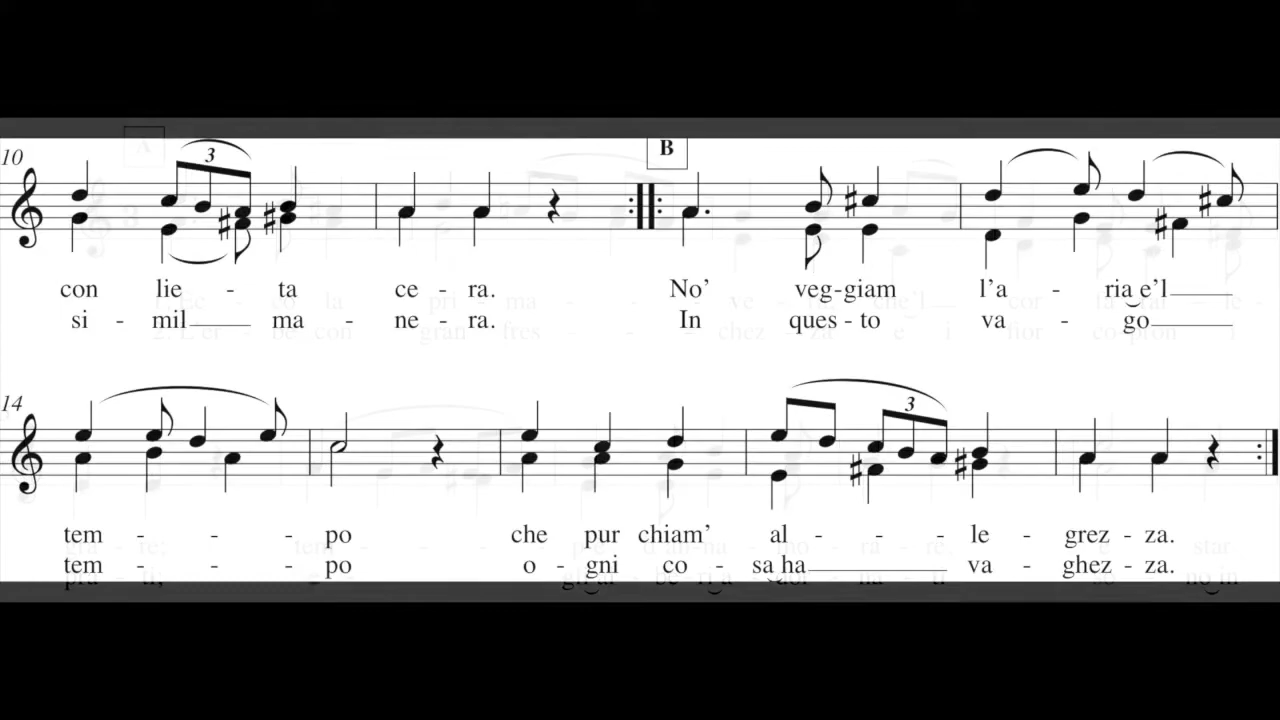 10 3 B
con lie - ta ce - ra. No' veg-giam l'a - ria e'l
si - mil ma - ne - ra. In ques-to va - go
14 3
tem - - - po che pur chiam' al - - - le - grez-za.
tem - - - po o - gni co - sa ha va - ghez-za.